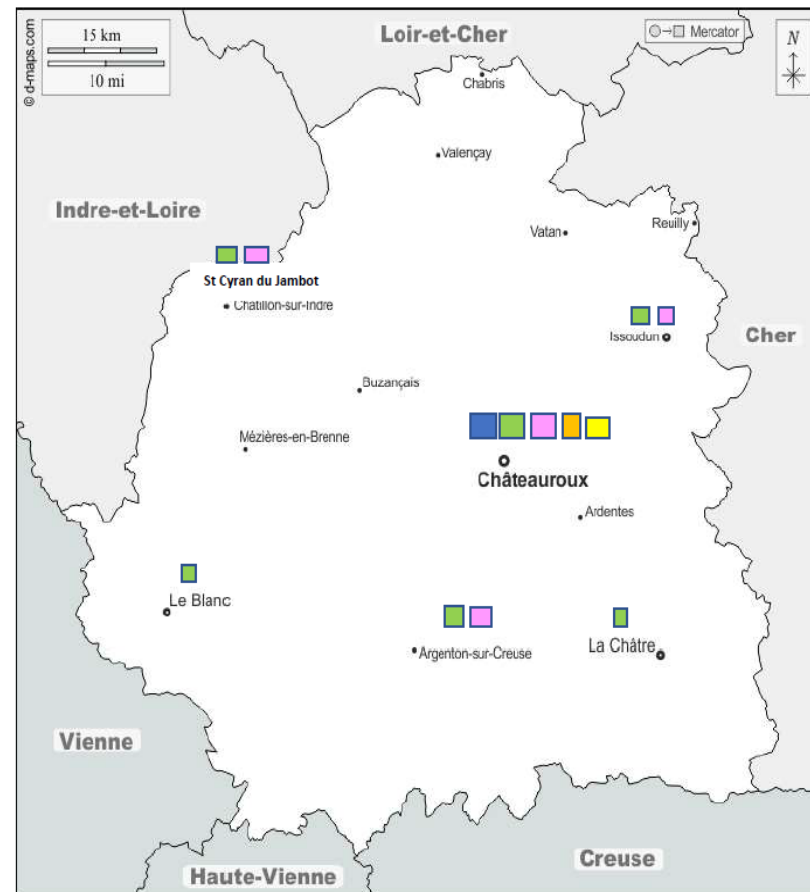 15 km
10 mi
© d-maps.com
Loir-et-Cher
Mercator
N
Chabris
Valençay
Indre-et-Loire
Vatan
Reuilly
St Cyran du Jambot
Chatillon-sur-Indre
Issoudun
Cher
Buzançais
Mézières-en-Brenne
Châteauroux
Ardentes
Le Blanc
La Châtre
Argenton-sur-Creuse
Vienne
Creuse
Haute-Vienne